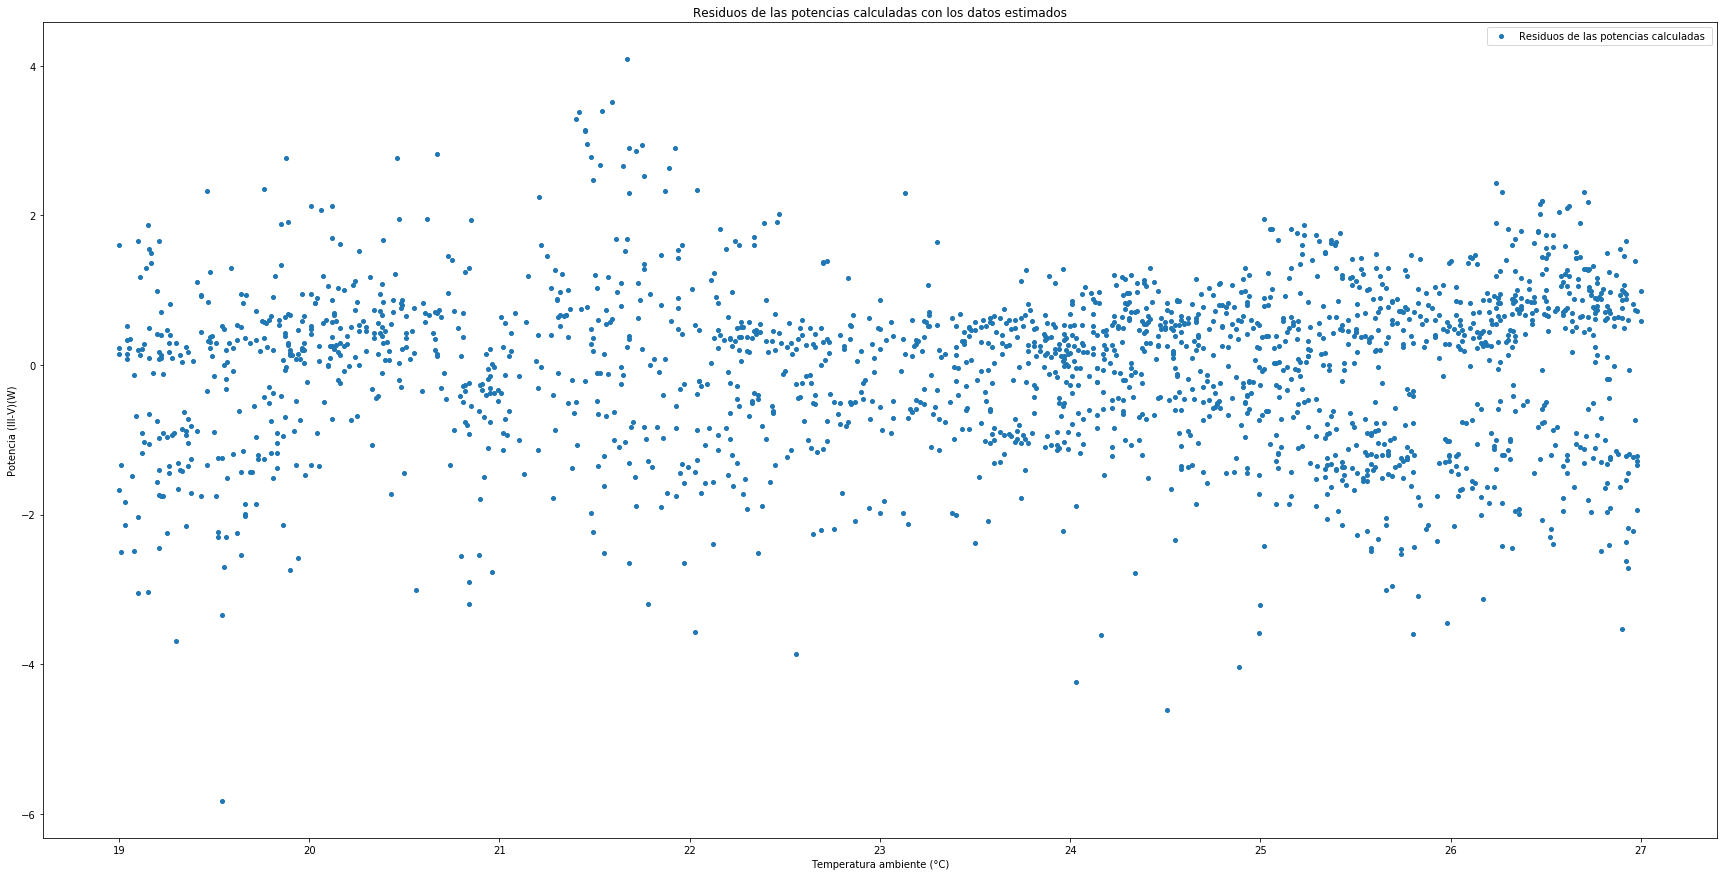 Residuos de las potencias calculadas con los datos estimados
Residuos de las potencias calculadas
Potencia (III-V)(W)
4
2
0
−2
−4
−6
19 20 21 22 23 24 25 26 27
Temperatura ambiente (°C)